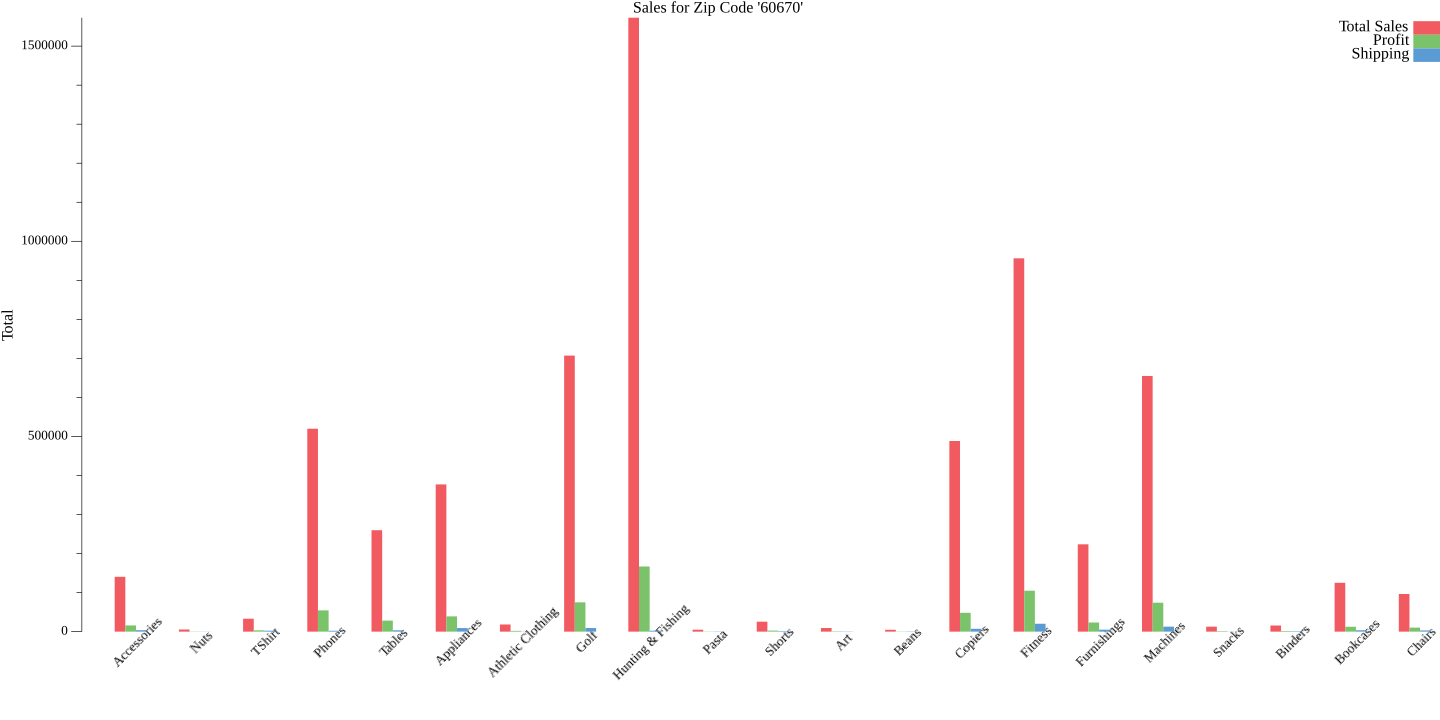 Sales for Zip Code '60670'
Total Sales
Profit
Shipping
1500000
1000000
500000
0
Total
Accessories
Nuts
TShirt
Phones
Tables
Appliances
Athletic Clothing
Golf
Hunting & Fishing
Pasta
Shorts
Art
Beans
Copiers
Fitness
Furnishings
Machines
Snacks
Binders
Bookcases
Chairs